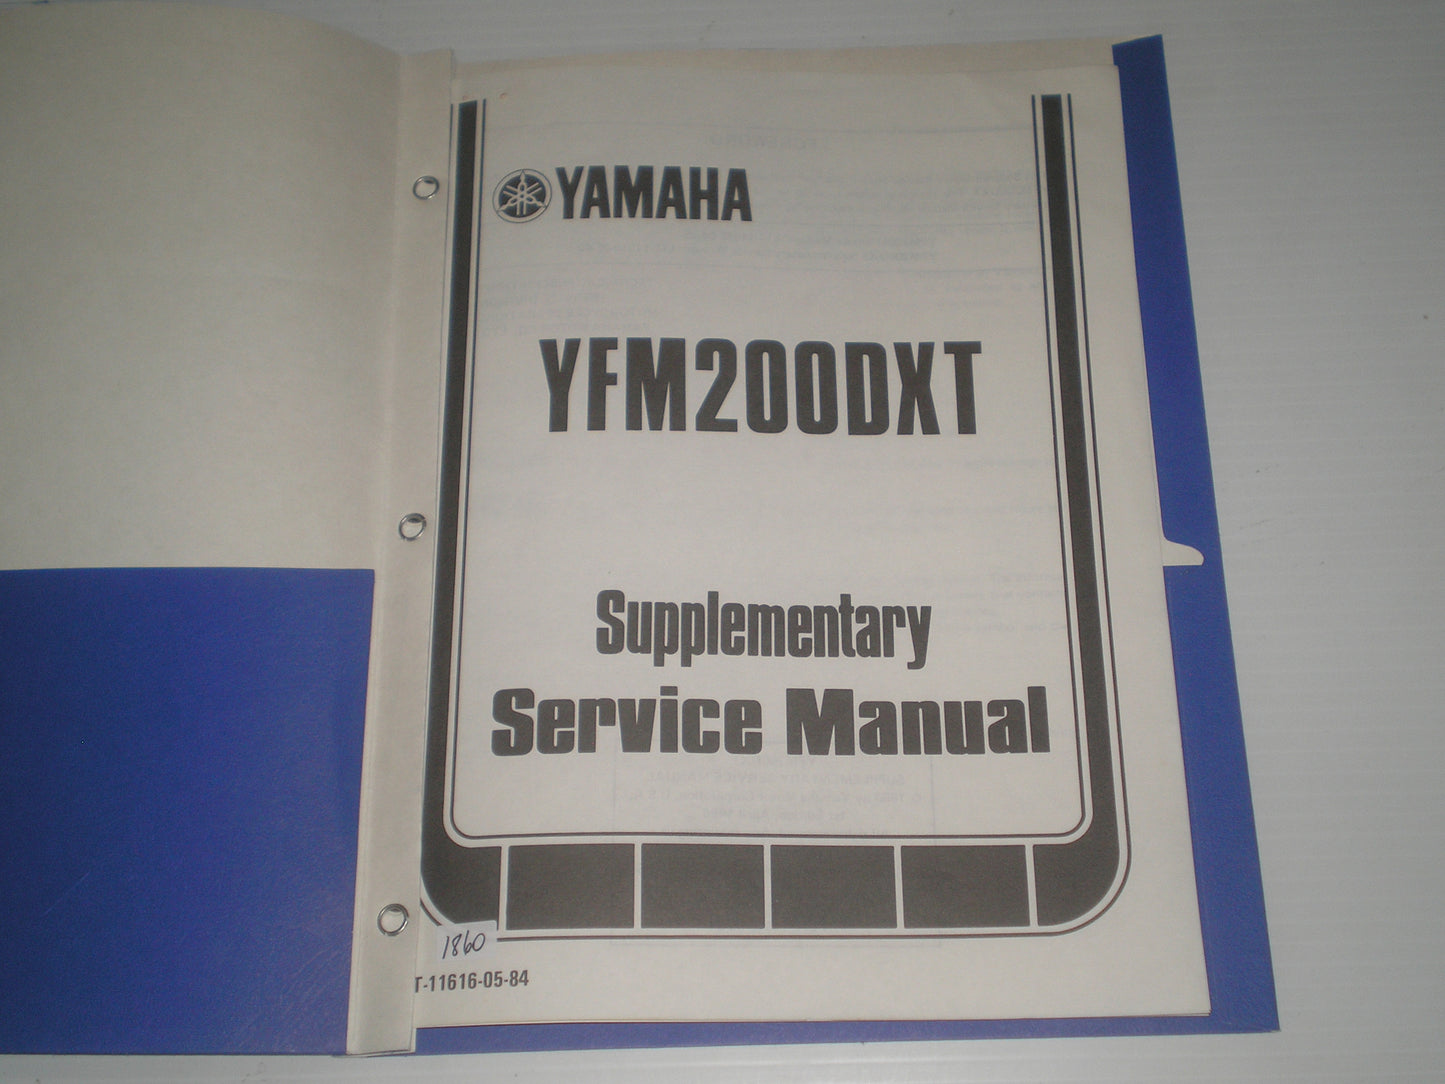 YAMAHA
YFM200DXT
Supplementary
Service Manual
1860
T-11616-05-84